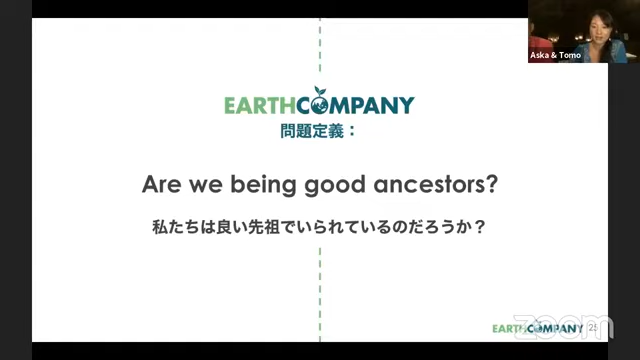 Aska & Tomo
EARTHCOMPANY
問題定義：
Are we being good ancestors?
私たちは良い先祖でいられているのだろうか？
EARTHCOMPANY
25
zoom